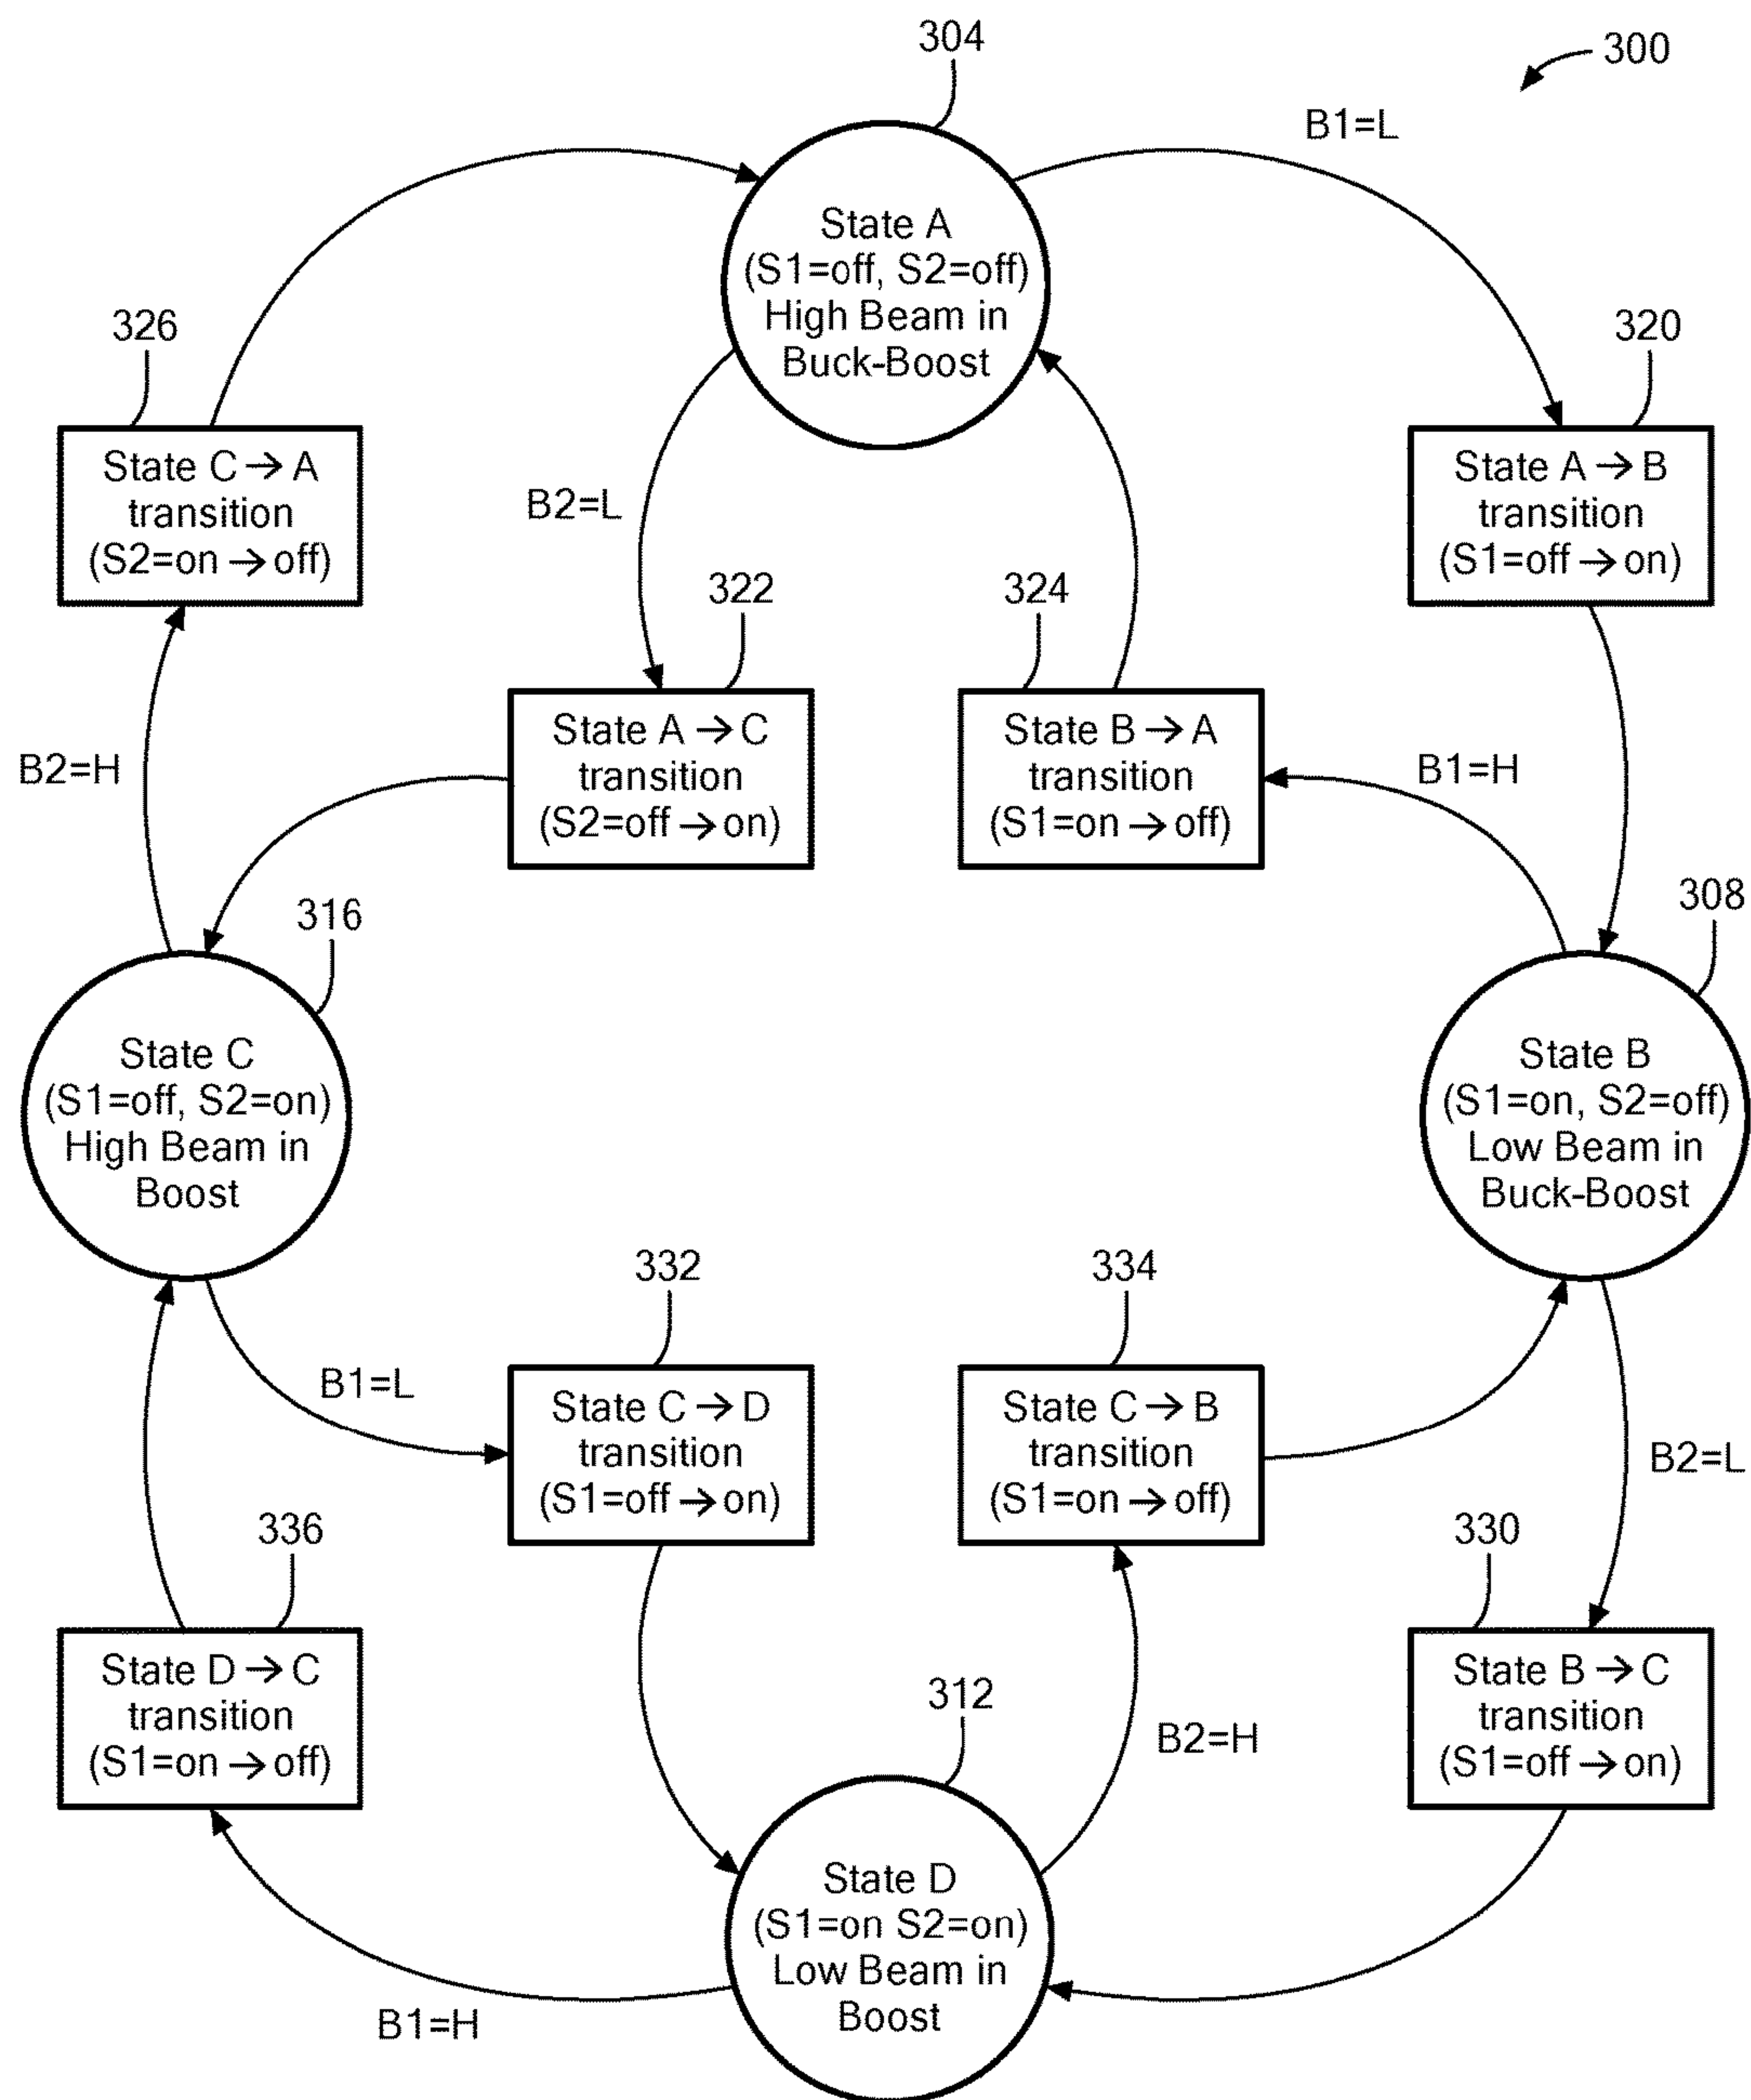 304
300
B1=L
State A
(S1=off, S2=off)
High Beam in
Buck-Boost
326
320
State C → A
transition
(S2=on → off)
B2=L
State A → B
transition
(S1=off → on)
322
324
State A → C
transition
(S2=off → on)
State B → A
transition
(S1=on → off)
B2=H
B1=H
316
308
State C
(S1=off, S2=on)
High Beam in
Boost
State B
(S1=on, S2=off)
Low Beam in
Buck-Boost
332
334
B1=L
State C → D
transition
(S1=off → on)
State C → B
transition
(S1=on → off)
B2=L
336
330
State D → C
transition
(S1=on → off)
312
B2=H
State B → C
transition
(S1=off → on)
State D
(S1=on S2=on)
Low Beam in
Boost
B1=H